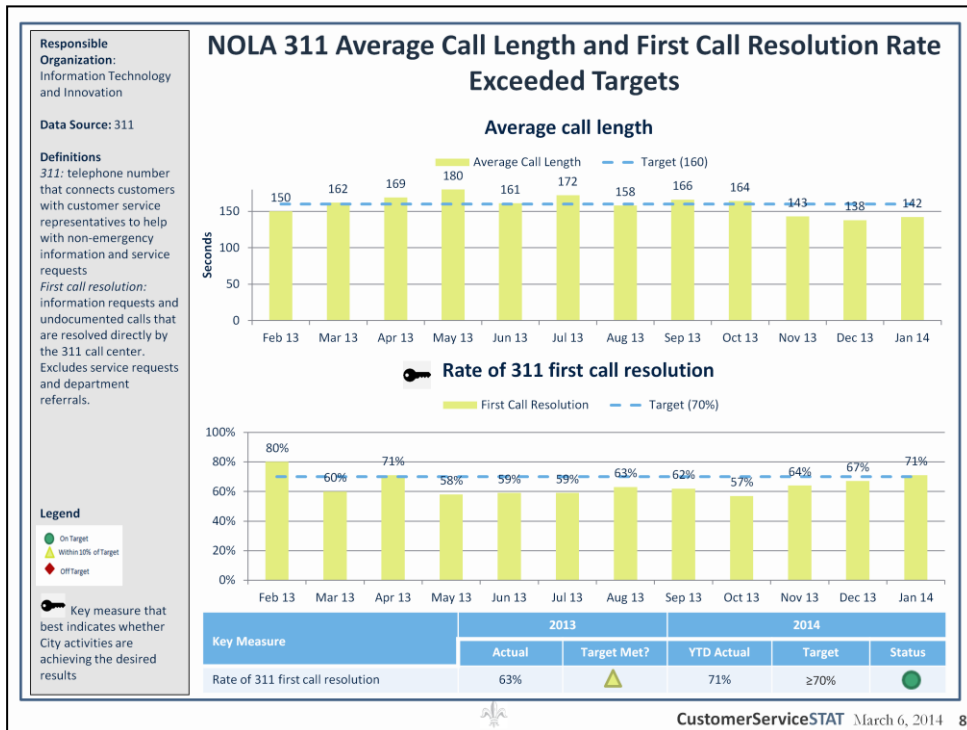 Responsible
Organization:
Information Technology
and Innovation
Data Source: 311
Definitions
311: telephone number
that connects customers
with customer service
representatives to help
with non-emergency
information and service
requests
First call resolution:
information requests and
undocumented calls that
are resolved directly by
the 311 call center.
Excludes service requests
and department
referrals.
Legend
On Target
Within 10% of Target
Off Target
Key measure that
best indicates whether
City activities are
achieving the desired
results
NOLA 311 Average Call Length and First Call Resolution Rate
Exceeded Targets
Average call length
Average Call Length Target (160)
150 162 169 180 161 172 158 166 164 143 138 142
Seconds
150
100
50
0
Feb 13 Mar 13 Apr 13 May 13 Jun 13 Jul 13 Aug 13 Sep 13 Oct 13 Nov 13 Dec 13 Jan 14
Rate of 311 first call resolution
First Call Resolution Target (70%)
100%
80%
60%
40%
20%
0%
80% 60% 71% 58% 59% 59% 63% 62% 57% 64% 67% 71%
Feb 13 Mar 13 Apr 13 May 13 Jun 13 Jul 13 Aug 13 Sep 13 Oct 13 Nov 13 Dec 13 Jan 14
Key Measure 2013 2014
Actual Target Met? YTD Actual Target Status
Rate of 311 first call resolution 63% 71% ≥70%
CustomerServiceSTAT March 6, 2014 8